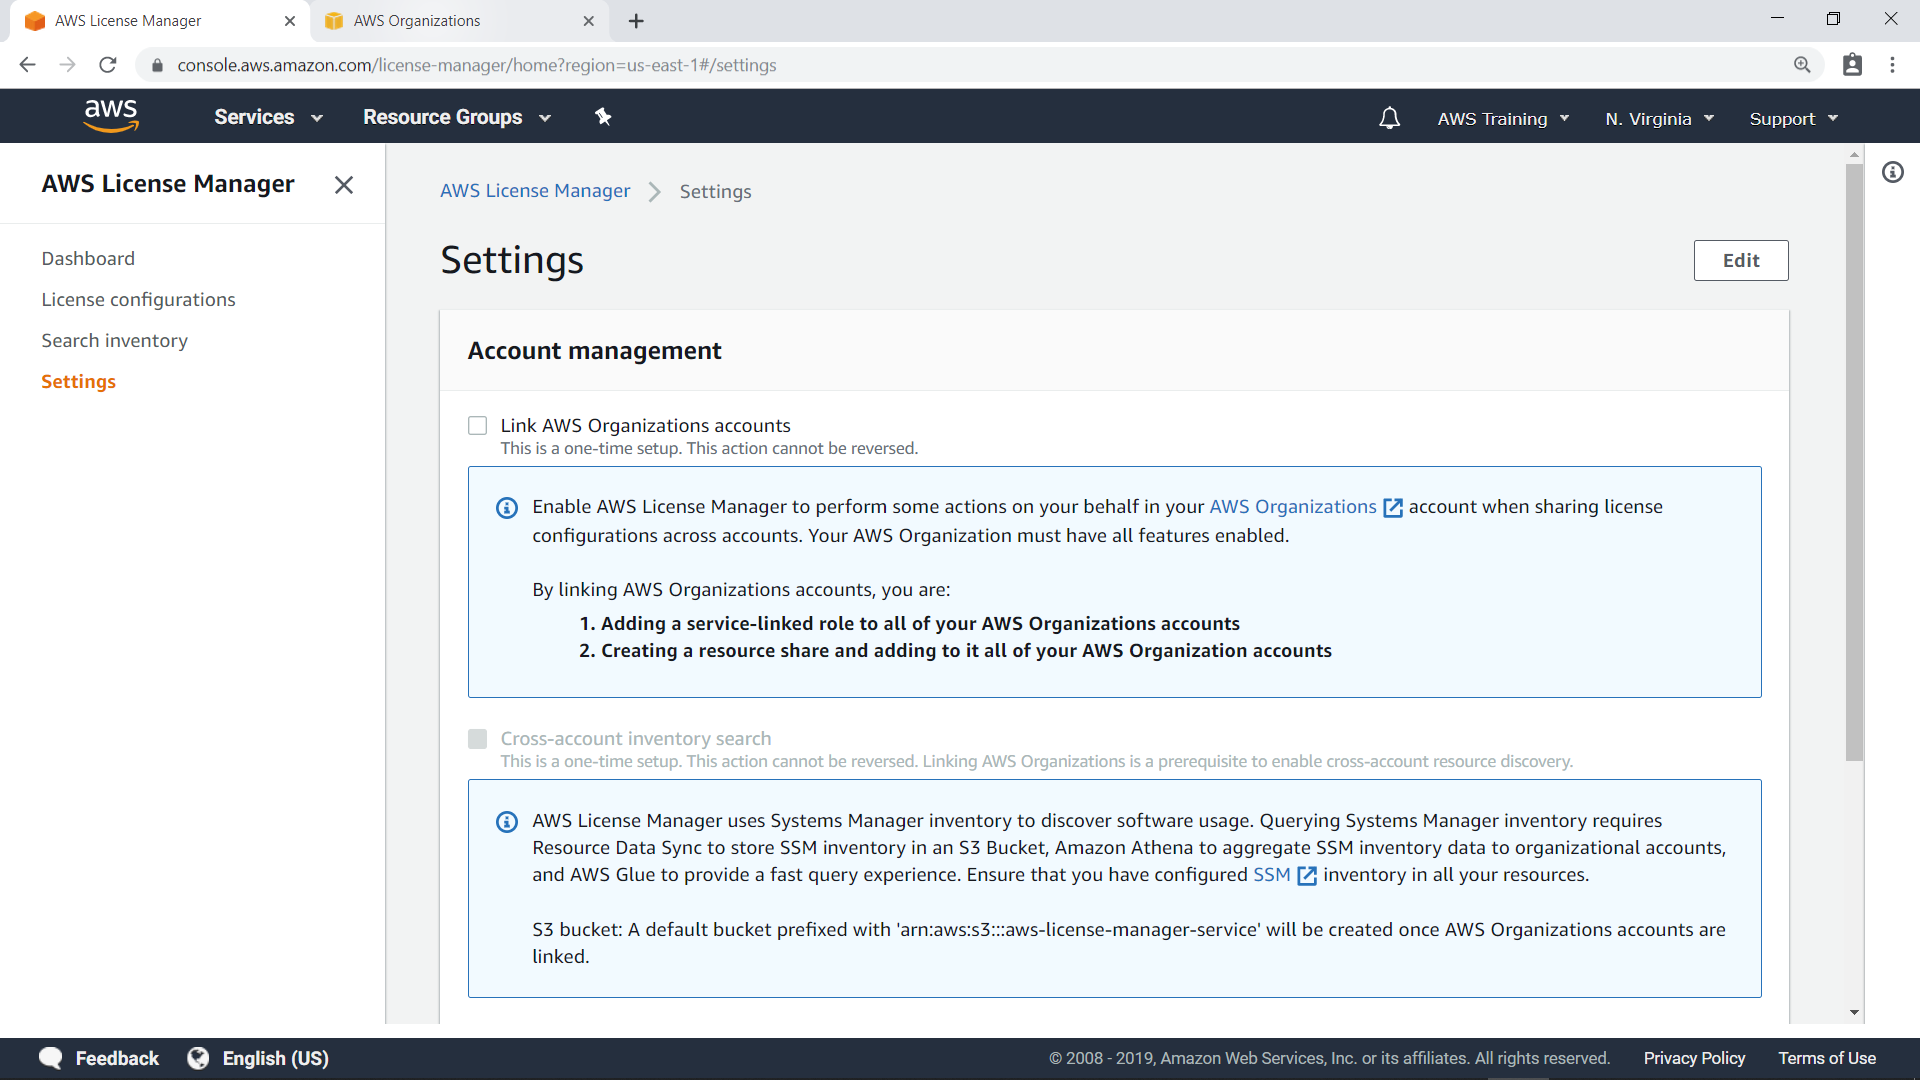 AWS License Manager
AWS Organizations
console.aws.amazon.com/license-manager/home?region=us-east-1#/settings
aws
Services
Resource Groups
AWS Training
N. Virginia
Support
AWS License Manager
Dashboard
License configurations
Search inventory
Settings
AWS License Manager
Settings
Settings
Edit
Account management
Link AWS Organizations accounts
This is a one-time setup. This action cannot be reversed.
Enable AWS License Manager to perform some actions on your behalf in your AWS Organizations account when sharing license
configurations across accounts. Your AWS Organization must have all features enabled.
By linking AWS Organizations accounts, you are:
1. Adding a service-linked role to all of your AWS Organizations accounts
2. Creating a resource share and adding to it all of your AWS Organization accounts
Cross-account inventory search
This is a one-time setup. This action cannot be reversed. Linking AWS Organizations is a prerequisite to enable cross-account resource discovery.
AWS License Manager uses Systems Manager inventory to discover software usage. Querying Systems Manager inventory requires
Resource Data Sync to store SSM inventory in an S3 Bucket, Amazon Athena to aggregate SSM inventory data to organizational accounts,
and AWS Glue to provide a fast query experience. Ensure that you have configured SSM inventory in all your resources.
S3 bucket: A default bucket prefixed with 'arn:aws:s3:::aws-license-manager-service' will be created once AWS Organizations accounts are
linked.
Feedback
English (US)
© 2008 - 2019, Amazon Web Services, Inc. or its affiliates. All rights reserved.
Privacy Policy
Terms of Use